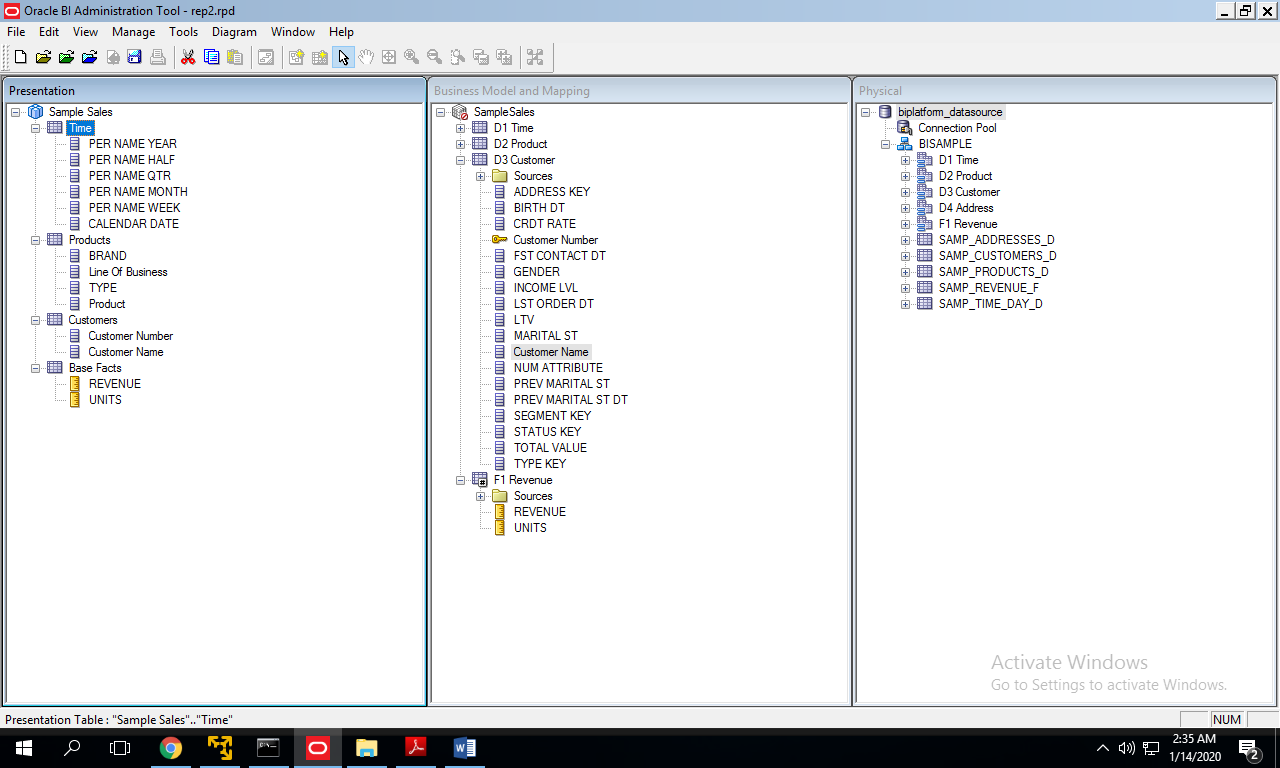 Oracle BI Administration Tool - rep2.rpd
File Edit View Manage Tools Diagram Window Help
Presentation
Sample Sales
Time
PER NAME YEAR
PER NAME HALF
PER NAME QTR
PER NAME MONTH
PER NAME WEEK
CALENDAR DATE
Products
BRAND
Line Of Business
TYPE
Product
Customers
Customer Number
Customer Name
Base Facts
REVENUE
UNITS
Business Model and Mapping
SampleSales
D1 Time
D2 Product
D3 Customer
Sources
ADDRESS KEY
BIRTH DT
CRDT RATE
Customer Number
FST CONTACT DT
GENDER
INCOME LVL
LST ORDER DT
LTV
MARITAL ST
Customer Name
NUM ATTRIBUTE
PREV MARITAL ST
PREV MARITAL ST DT
SEGMENT KEY
STATUS KEY
TOTAL VALUE
TYPE KEY
F1 Revenue
Sources
REVENUE
UNITS
Physical
biplatform_datasource
Connection Pool
BISAMPLE
D1 Time
D2 Product
D3 Customer
D4 Address
F1 Revenue
SAMP_ADDRESSES_D
SAMP_CUSTOMERS_D
SAMP_PRODUCTS_D
SAMP_REVENUE_F
SAMP_TIME_DAY_D
Activate Windows
Go to Settings to activate Windows.
Presentation Table : "Sample Sales".."Time"
NUM
2:35 AM
1/14/2020
2